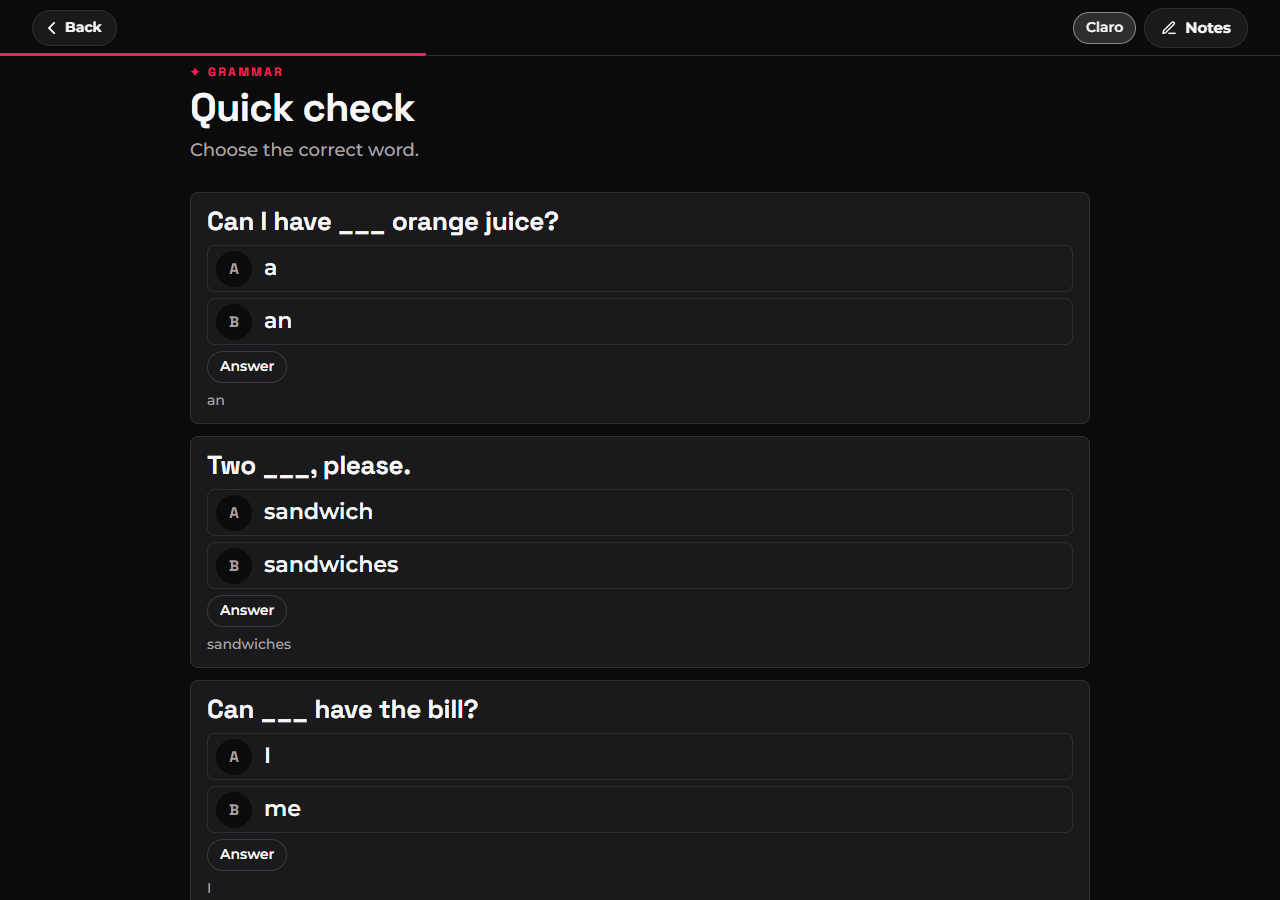 Back
Claro
Notes
✦ GRAMMAR
Quick check
Choose the correct word.
Can I have ___ orange juice?
A a
B an
Answer
an
Two ___, please.
A sandwich
B sandwiches
Answer
sandwiches
Can ___ have the bill?
A I
B me
Answer
I